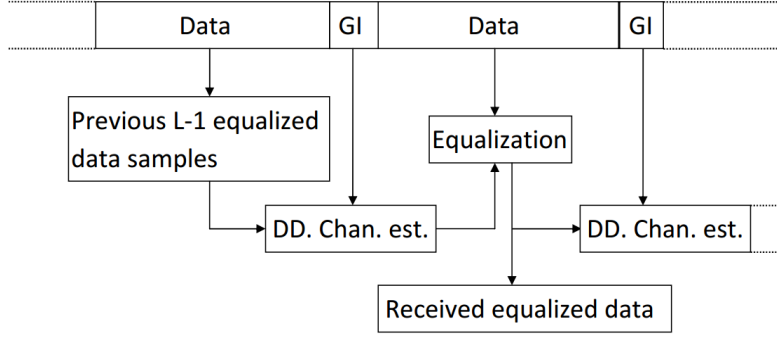 Data GI Data GI
Previous L-1 equalized
data samples
Equalization
DD. Chan. est.
DD. Chan. est.
Received equalized data